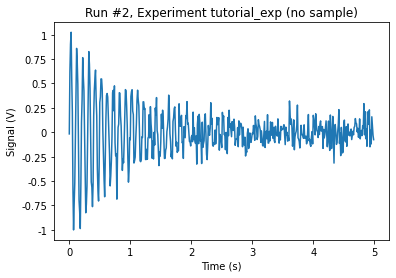 Run #2, Experiment tutorial_exp (no sample)
1
0.75
0.5
0.25
0
-0.25
-0.5
-0.75
-1
Signal (V)
0 1 2 3 4 5
Time (s)